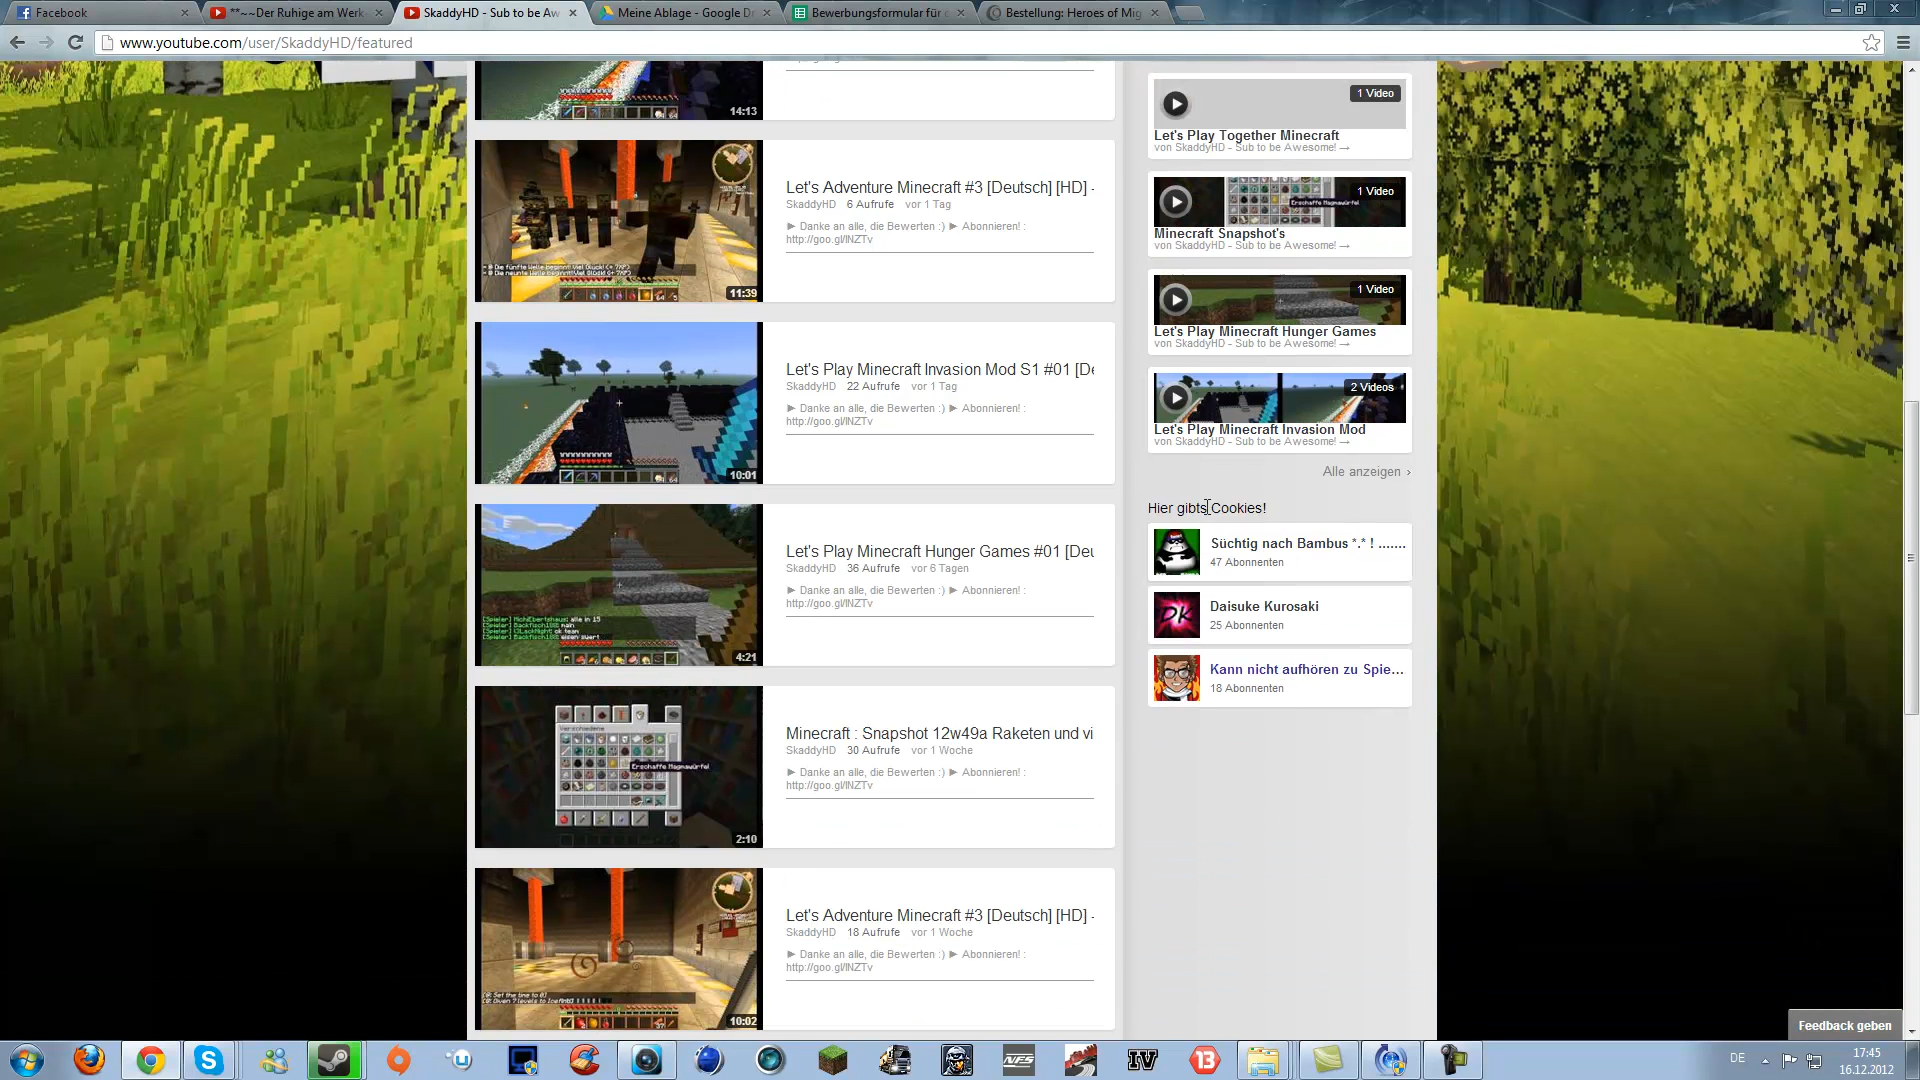 Facebook
**~~Der Ruhige am Werk
SkaddyHD - Sub to be Aw
Meine Ablage - Google Dr
Bewerbungsformular für d
Bestellung: Heroes of Mig
www.youtube.com/user/SkaddyHD/featured
14:13
Let's Adventure Minecraft #3 [Deutsch] [HD] -
SkaddyHD 6 Aufrufe vor 1 Tag
► Danke an alle, die Bewerten :) ► Abonnieren! :
http://goo.gl/lNZTv
11:39
Let's Play Minecraft Invasion Mod S1 #01 [De
SkaddyHD 22 Aufrufe vor 1 Tag
► Danke an alle, die Bewerten :) ► Abonnieren! :
http://goo.gl/lNZTv
10:01
Let's Play Minecraft Hunger Games #01 [Deu
SkaddyHD 36 Aufrufe vor 6 Tagen
► Danke an alle, die Bewerten :) ► Abonnieren! :
http://goo.gl/lNZTv
4:21
Minecraft : Snapshot 12w49a Raketen und vi
SkaddyHD 30 Aufrufe vor 1 Woche
► Danke an alle, die Bewerten :) ► Abonnieren! :
http://goo.gl/lNZTv
Verschiedene
Erschaffe Magmawürfel
2:10
Let's Adventure Minecraft #3 [Deutsch] [HD] -
SkaddyHD 18 Aufrufe vor 1 Woche
► Danke an alle, die Bewerten :) ► Abonnieren! :
http://goo.gl/lNZTv
10:02
1 Video
Let's Play Together Minecraft
von SkaddyHD - Sub to be Awesome! →
1 Video
Erschaffe Magmawürfel
Minecraft Snapshot's
von SkaddyHD - Sub to be Awesome! →
1 Video
Let's Play Minecraft Hunger Games
von SkaddyHD - Sub to be Awesome! →
2 Videos
Let's Play Minecraft Invasion Mod
von SkaddyHD - Sub to be Awesome! →
Alle anzeigen ›
Hier gibts Cookies!
Süchtig nach Bambus *.* ! .......
47 Abonnenten
DK
Daisuke Kurosaki
25 Abonnenten
Kann nicht aufhören zu Spie...
18 Abonnenten
Feedback geben
NFS
IV
13
DE
17:45
16.12.2012